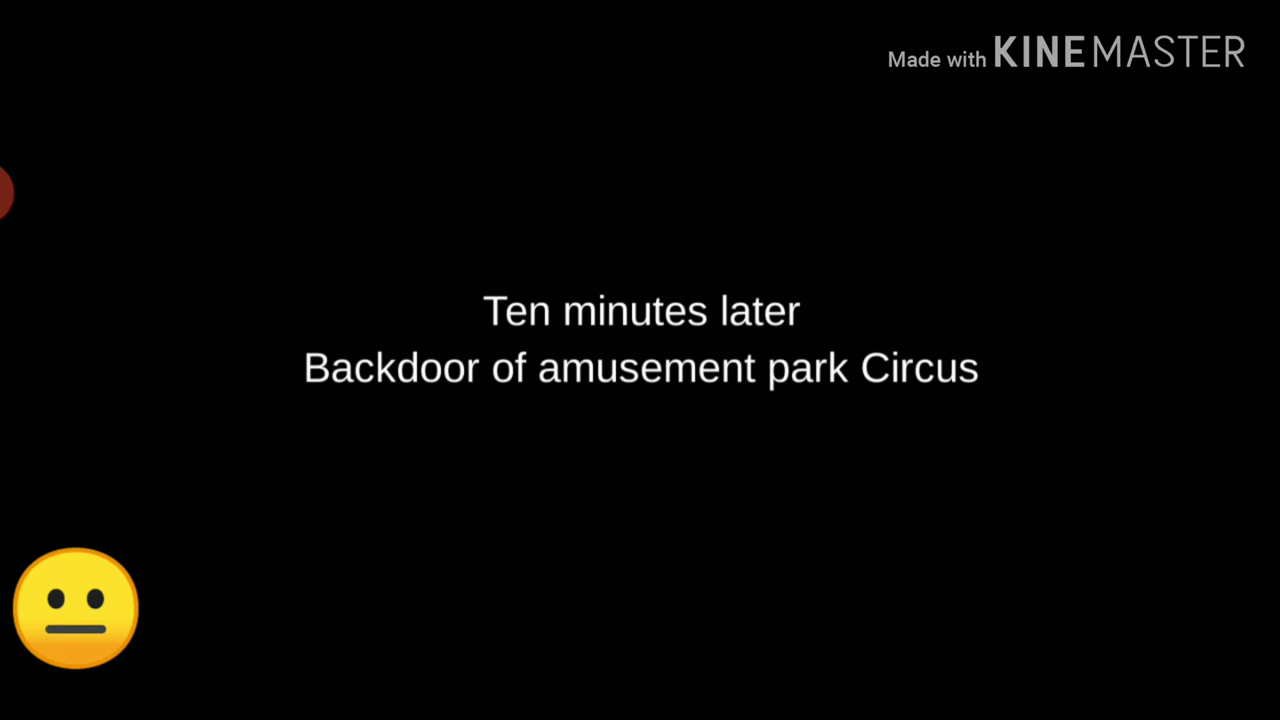 Made with KINEMASTER
Ten minutes later
Backdoor of amusement park Circus